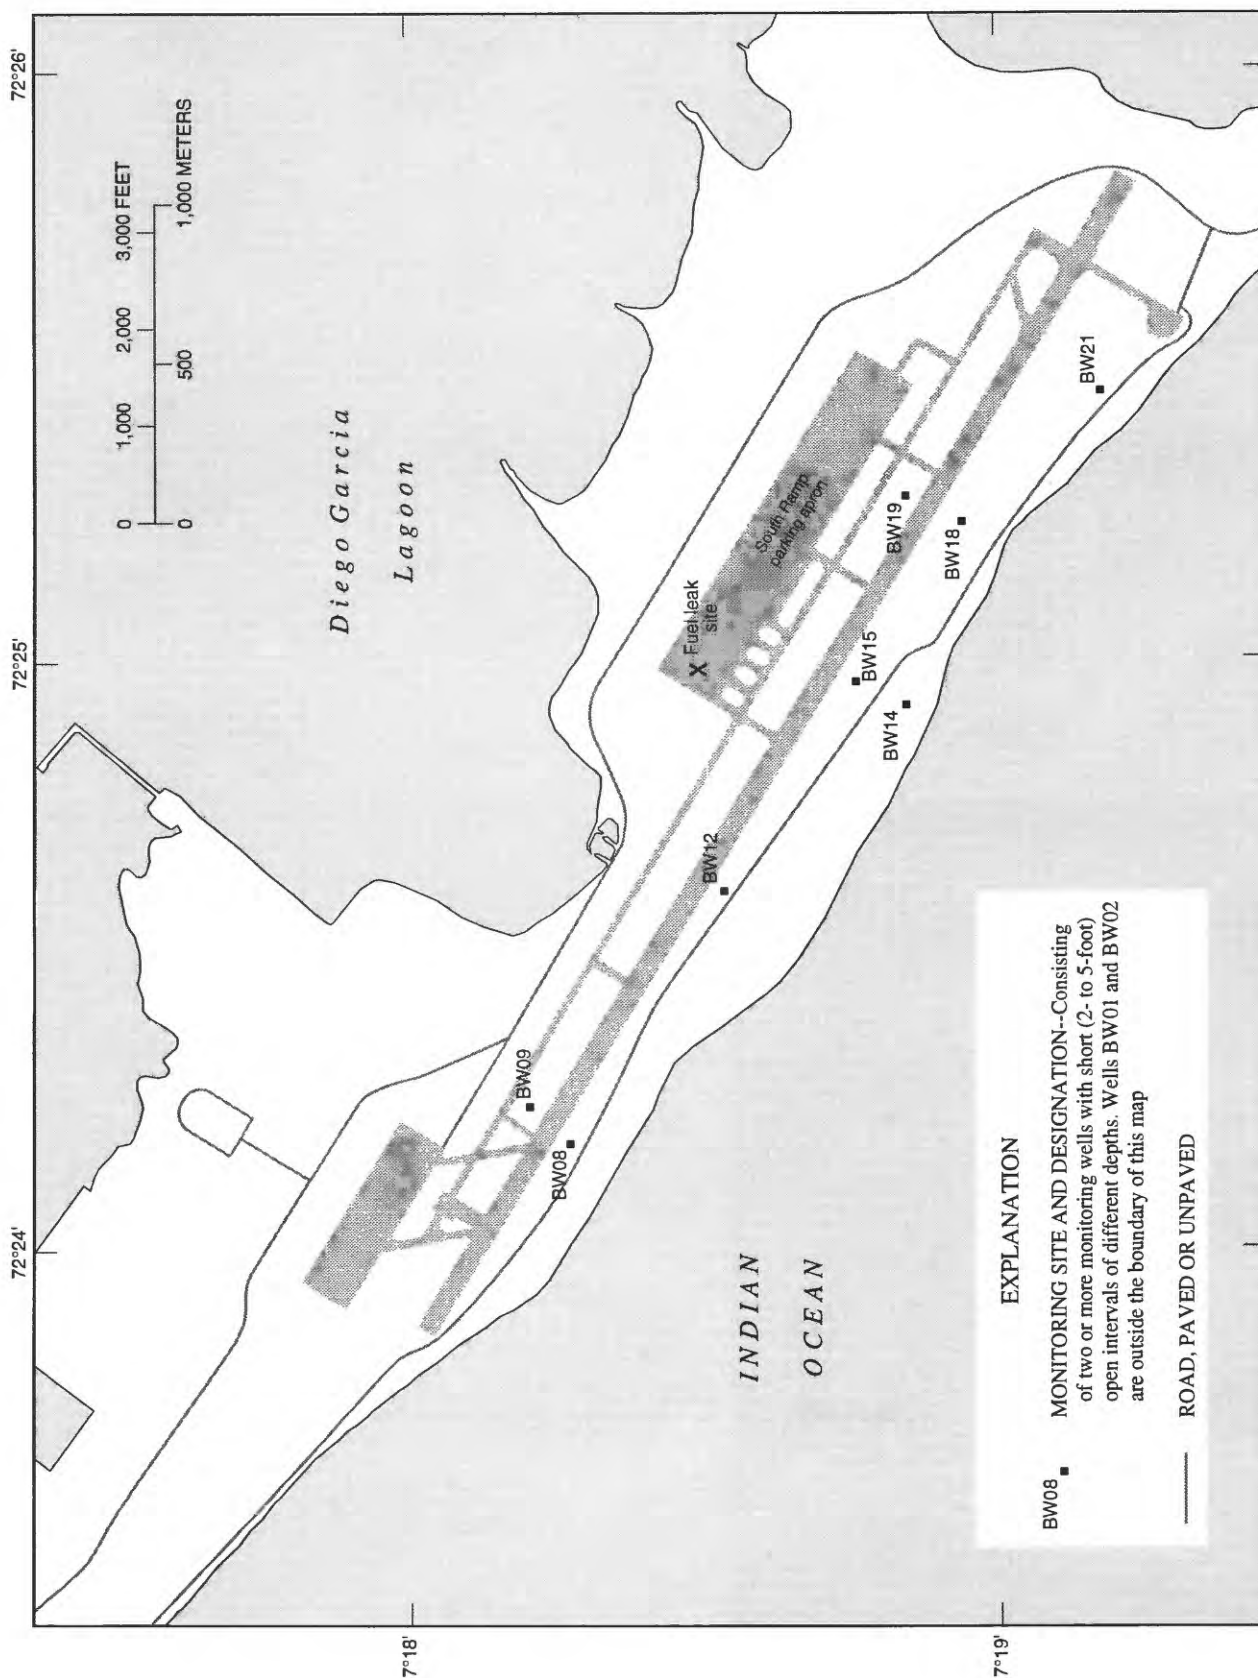 72°24'
72°25'
72°26'
7°18'
7°19'
0 1,000 2,000 3,000 FEET
0 500 1,000 METERS
Diego Garcia
Lagoon
Fuel leak
site
X
South Ramp
parking apron
BW09
BW08
BW12
BW15
BW14
BW19
BW18
BW21
INDIAN
OCEAN
EXPLANATION
BW08
MONITORING SITE AND DESIGNATION--Consisting
of two or more monitoring wells with short (2- to 5-foot)
open intervals of different depths. Wells BW01 and BW02
are outside the boundary of this map
ROAD, PAVED OR UNPAVED